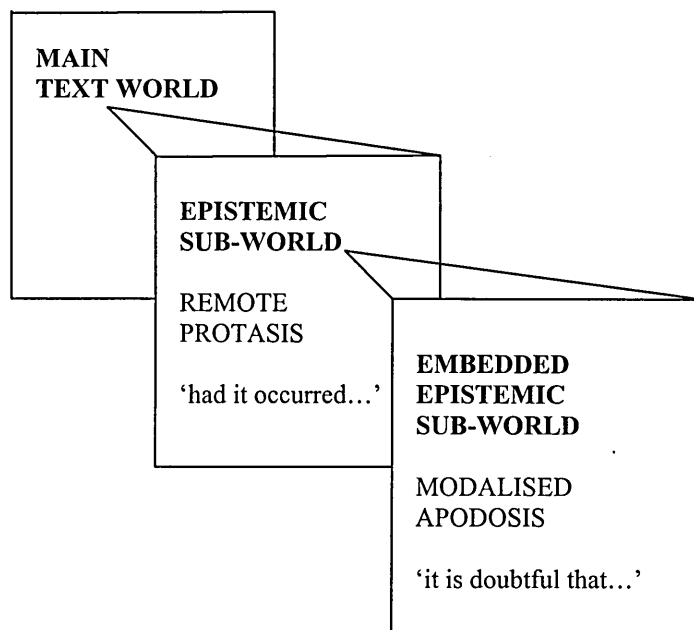 MAIN
TEXT WORLD
EPISTEMIC
SUB-WORLD
REMOTE
PROTASIS
‘had it occurred...’
EMBEDDED
EPISTEMIC
SUB-WORLD
MODALISED
APODOSIS
‘it is doubtful that...’